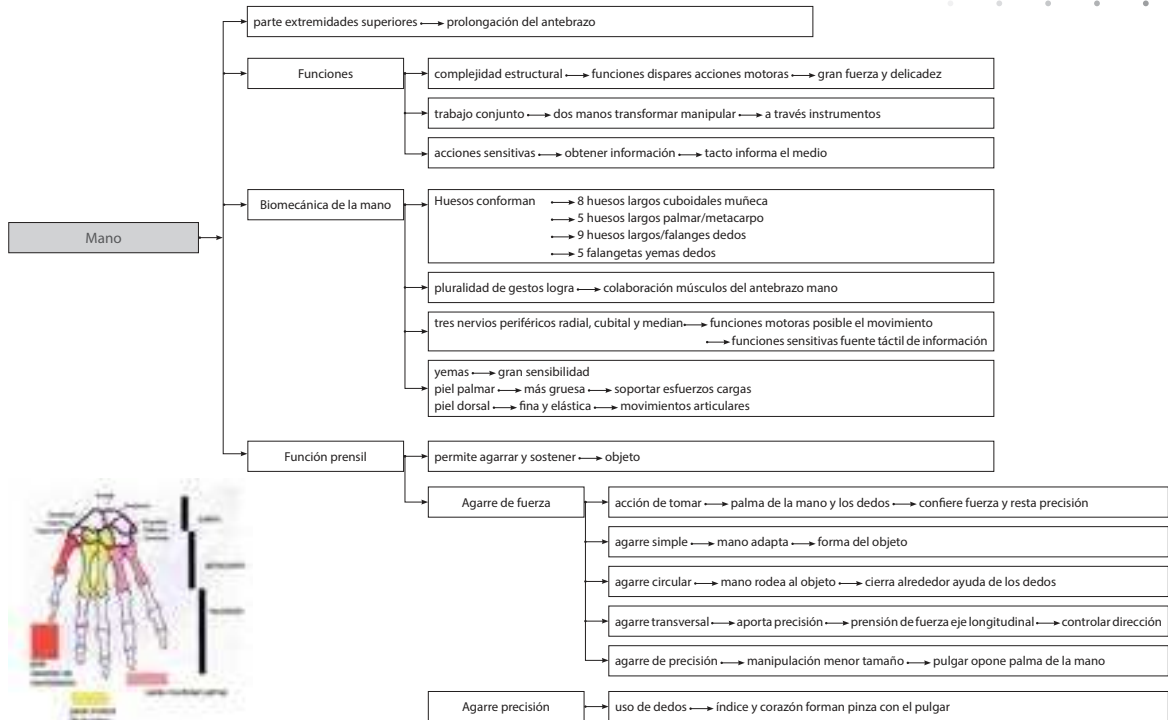 parte extremidades superiores → prolongación del antebrazo
Funciones
complejidad estructural → funciones dispares acciones motoras → gran fuerza y delicadez
trabajo conjunto → dos manos transformar manipular → a través instrumentos
acciones sensitivas → obtener información → tacto informa el medio
Mano
Biomecánica de la mano
Huesos conforman → 8 huesos largos cuboidales muñeca
→ 5 huesos largos palmar/metacarpo
→ 9 huesos largos/falanges dedos
→ 5 falangetas yemas dedos
pluralidad de gestos logra → colaboración músculos del antebrazo mano
tres nervios periféricos radial, cubital y median → funciones motoras posible el movimiento
→ funciones sensitivas fuente táctil de información
yemas → gran sensibilidad
piel palmar → más gruesa → soportar esfuerzos cargas
piel dorsal → fina y elástica → movimientos articulares
Función prensil
permite agarrar y sostener → objeto
Agarre de fuerza
acción de tomar → palma de la mano y los dedos → confiere fuerza y resta precisión
agarre simple → mano adapta → forma del objeto
agarre circular → mano rodea al objeto → cierra alrededor ayuda de los dedos
agarre transversal → aporta precisión → prensión de fuerza eje longitudinal → controlar dirección
agarre de precisión → manipulación menor tamaño → pulgar opone palma de la mano
Agarre precisión
uso de dedos → índice y corazón forman pinza con el pulgar